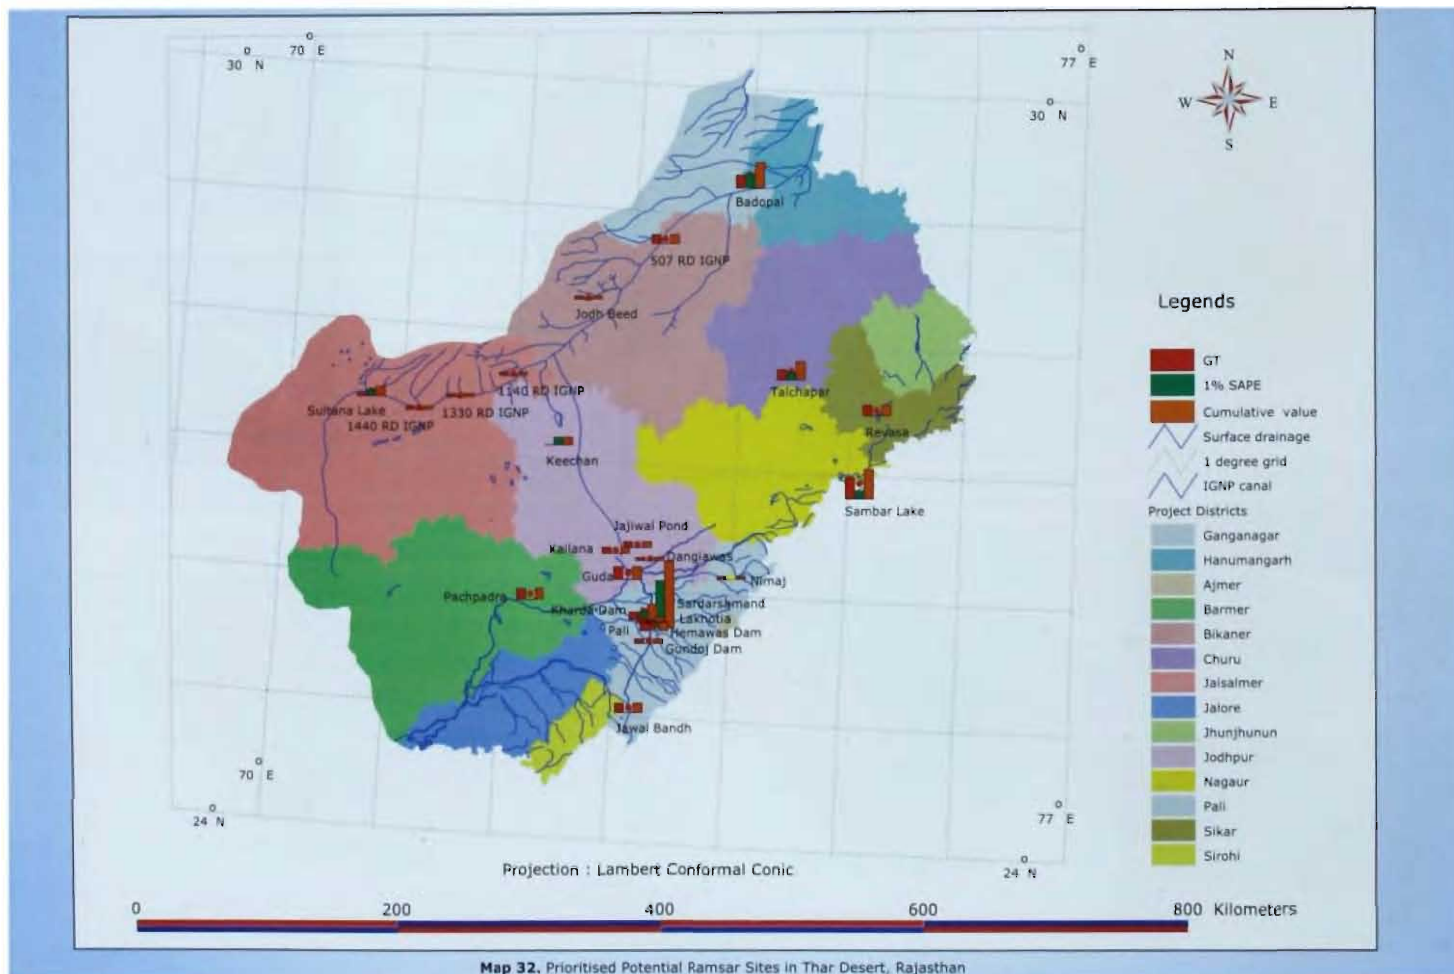 30 N
70 E
77 E
30 N
N
W E
S
Badopal
507 RD IGNP
Jodh Beed
1140 RD IGNP
Sultana Lake
1330 RD IGNP
1440 RD IGNP
Talchapar
Revasa
Keechan
Sambar Lake
Jajiwal Pond
Kailana
Dangiawas
Guda
Nimaj
Pachpadra
Kharda Dam
Sardarshmand
Lakhotia
Pali
Hemawas Dam
Gundoj Dam
Jawai Bandh
70 E
24 N
77 E
24 N
Legends
GT
1% SAPE
Cumulative value
Surface drainage
1 degree grid
IGNP canal
Project Districts
Ganganagar
Hanumangarh
Ajmer
Barmer
Bikaner
Churu
Jaisalmer
Jalore
Jhunjhunun
Jodhpur
Nagaur
Pali
Sikar
Sirohi
Projection : Lambert Conformal Conic
0 200 400 600 800 Kilometers
Map 32. Prioritised Potential Ramsar Sites in Thar Desert, Rajasthan